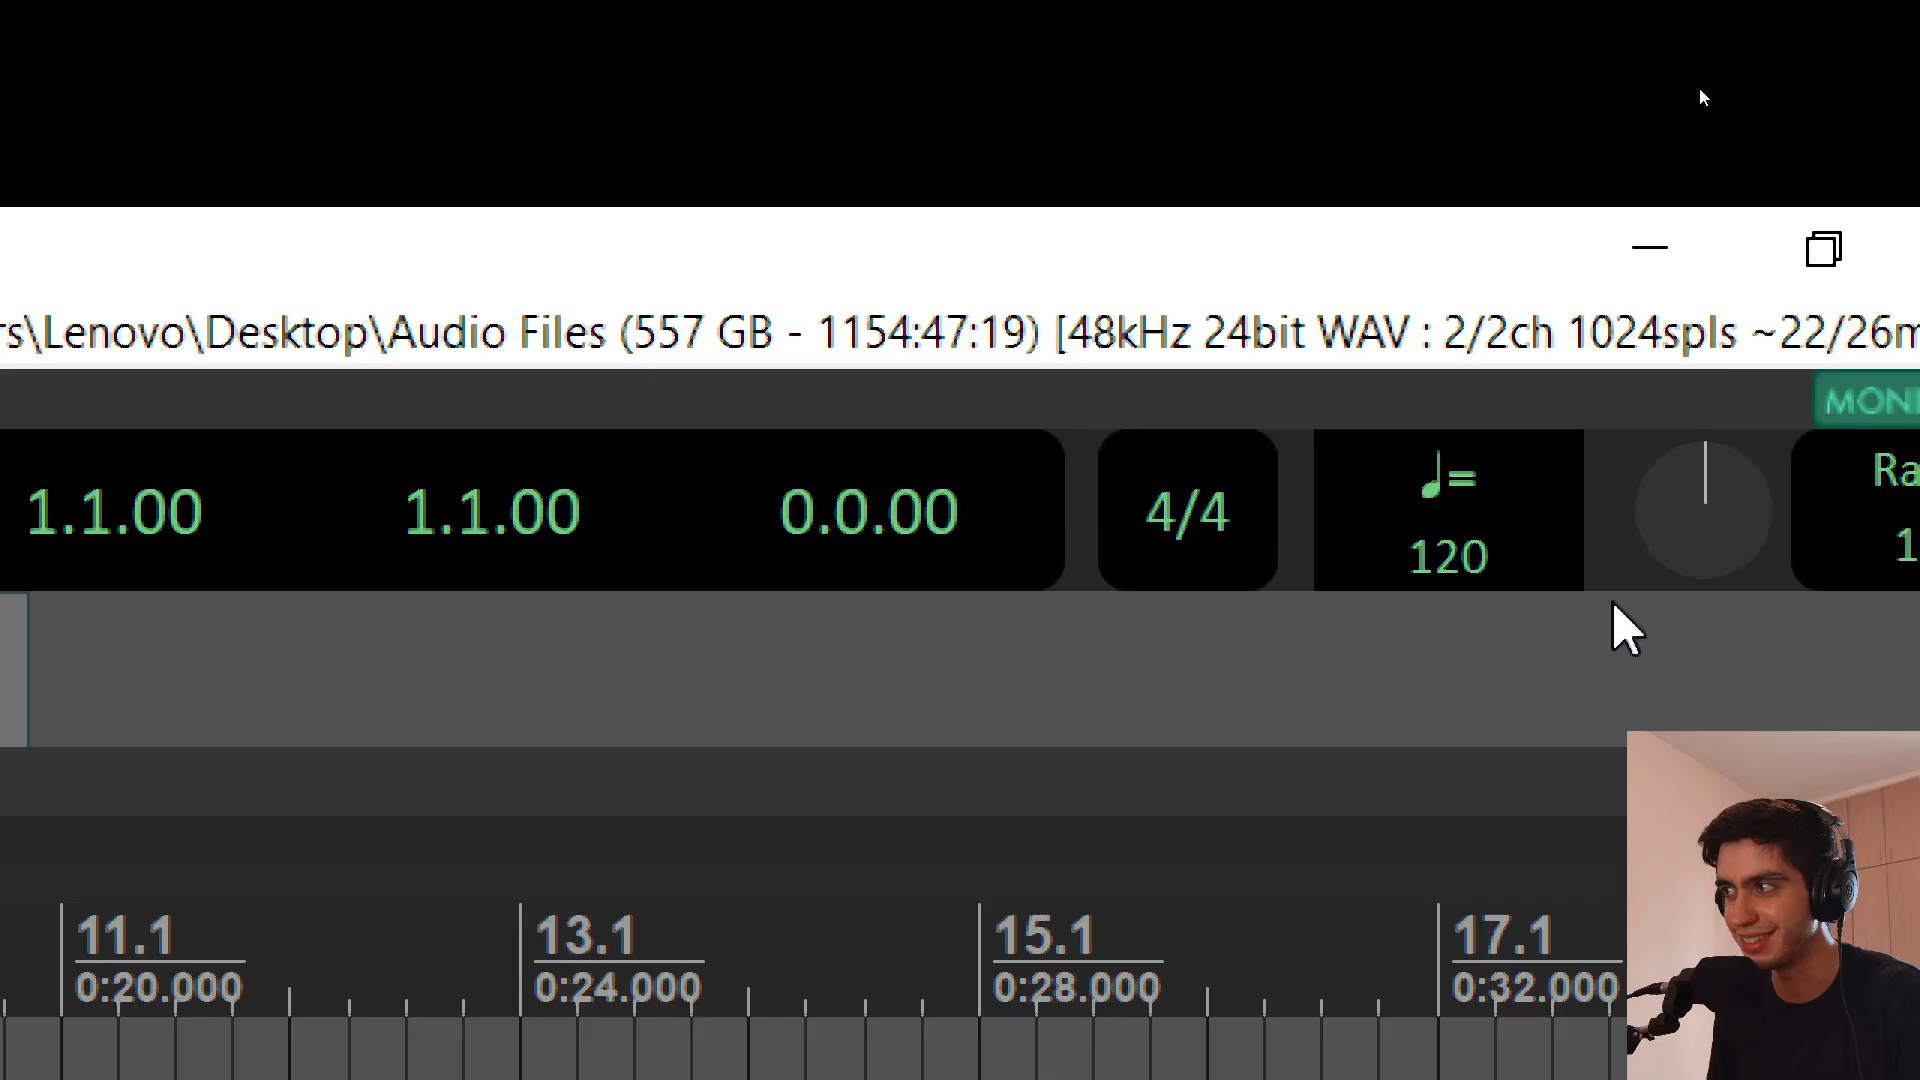 rs\Lenovo\Desktop\Audio Files (557 GB - 1154:47:19) [48kHz 24bit WAV : 2/2ch 1024spls ~22/26m
MONI
1.1.00 1.1.00 0.0.00 4/4 ♩= 120 Ra 1
11.1 13.1 15.1 17.1
0:20.000 0:24.000 0:28.000 0:32.000